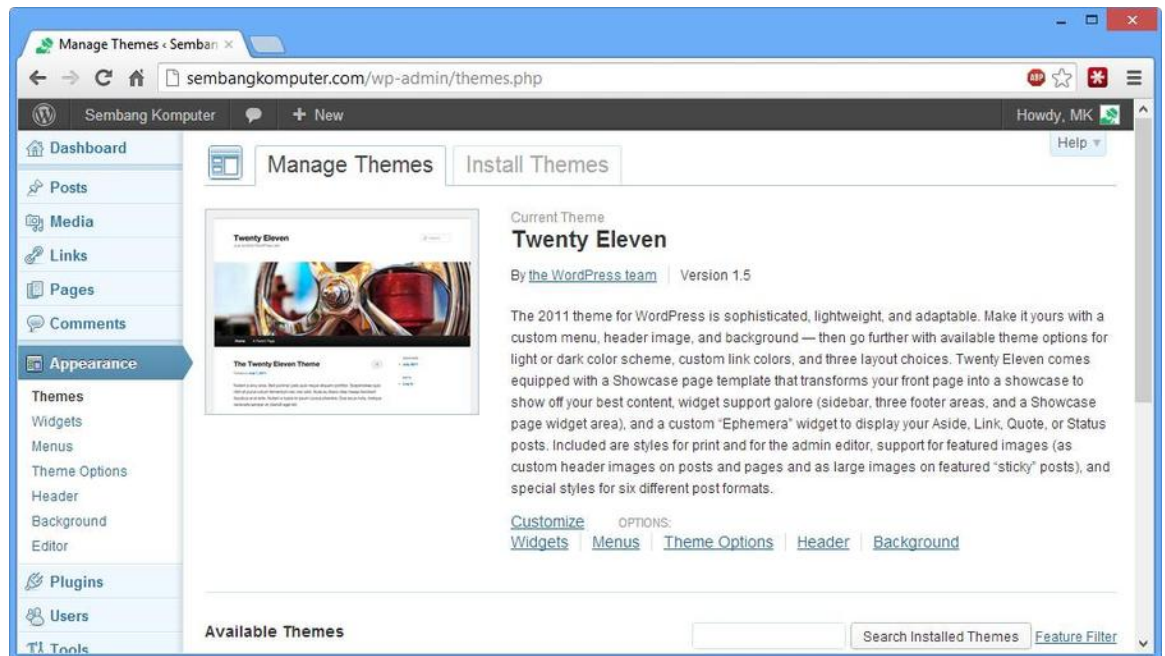 Manage Themes ‹ Semban
sembangkomputer.com/wp-admin/themes.php
ABP
Sembang Komputer
+ New
Howdy, MK
Help
Dashboard
Posts
Media
Links
Pages
Comments
Appearance
Themes
Widgets
Menus
Theme Options
Header
Background
Editor
Plugins
Users
Tools
Manage Themes
Install Themes
Twenty Eleven
The Twenty Eleven Theme
Current Theme
Twenty Eleven
By the WordPress team | Version 1.5
The 2011 theme for WordPress is sophisticated, lightweight, and adaptable. Make it yours with a
custom menu, header image, and background — then go further with available theme options for
light or dark color scheme, custom link colors, and three layout choices. Twenty Eleven comes
equipped with a Showcase page template that transforms your front page into a showcase to
show off your best content, widget support galore (sidebar, three footer areas, and a Showcase
page widget area), and a custom “Ephemera” widget to display your Aside, Link, Quote, or Status
posts. Included are styles for print and for the admin editor, support for featured images (as
custom header images on posts and pages and as large images on featured “sticky” posts), and
special styles for six different post formats.
Customize OPTIONS:
Widgets | Menus | Theme Options | Header | Background
Available Themes
Search Installed Themes
Feature Filter